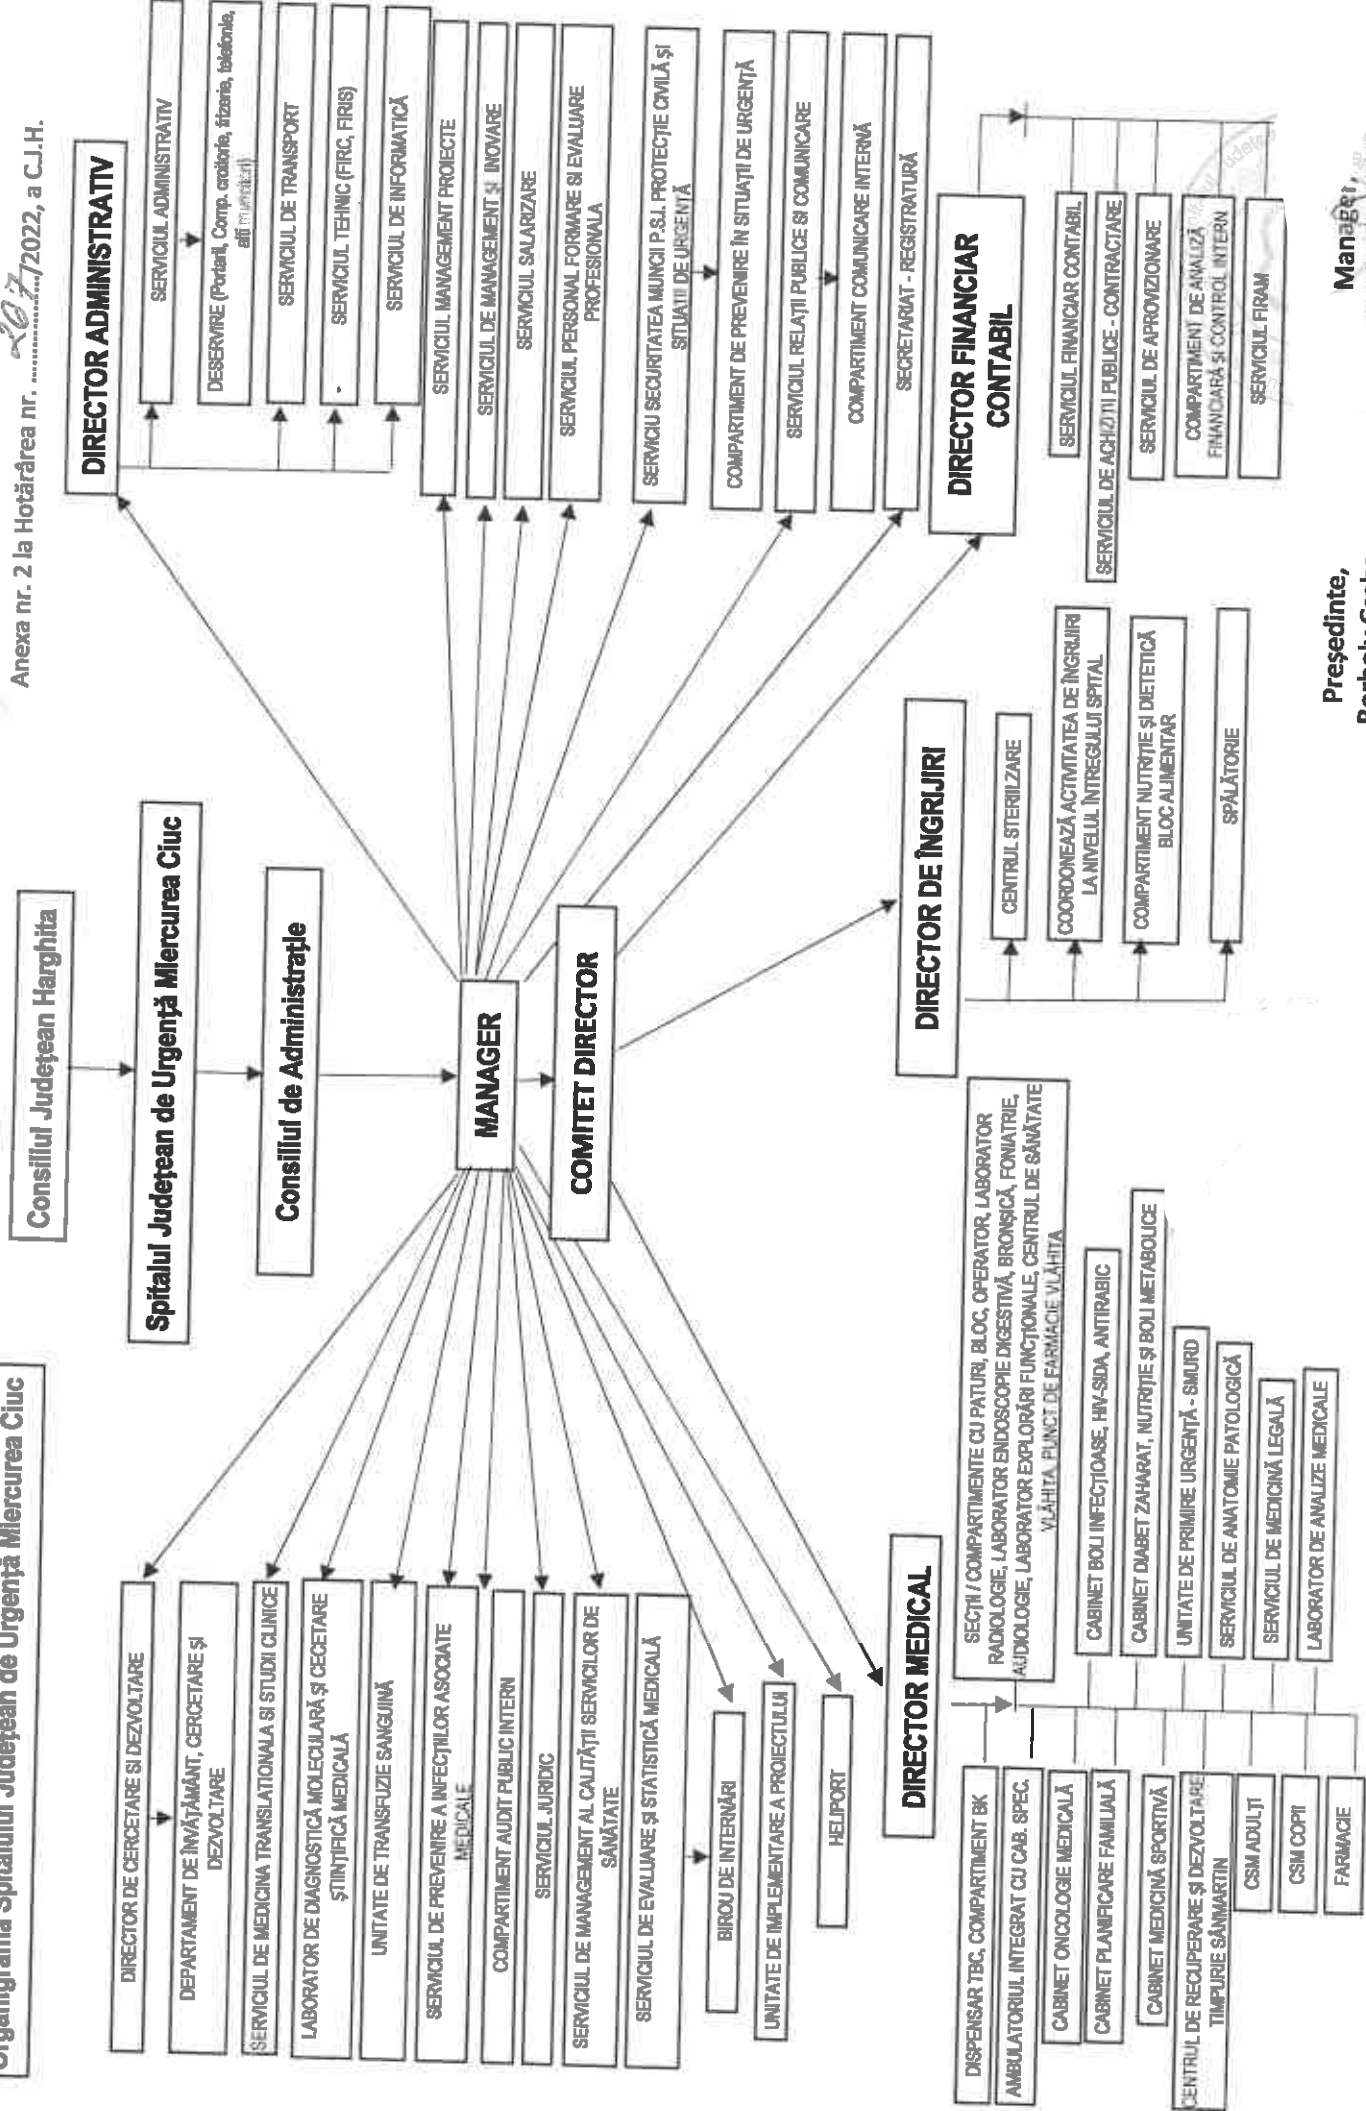 Anexa nr. 2 la Hotărârea nr. 207/2022, a C.J.H.
Organigrama Spitalului Județean de Urgență Miercurea Ciuc
Consiliul Județean Harghita
Spitalul Județean de Urgență Miercurea Ciuc
Consiliul de Administrație
MANAGER
COMITET DIRECTOR
DIRECTOR DE CERCETARE SI DEZVOLTARE
DEPARTAMENT DE ÎNVĂȚĂMÂNT, CERCETARE ȘI
DEZVOLTARE
SERVICIUL DE MEDICINA TRANSLATIONALA SI STUDII CLINICE
LABORATOR DE DIAGNOSTICĂ MOLECULARĂ ȘI CECETARE
ȘTIINȚIFICĂ MEDICALĂ
UNITATE DE TRANSFUZIE SANGUINĂ
SERVICIUL DE PREVENIRE A INFECȚIILOR ASOCIATE
MEDICALE
COMPARTIMENT AUDIT PUBLIC INTERN
SERVICIUL JURIDIC
SERVICIUL DE MANAGEMENT AL CALITĂȚII SERVICIILOR DE
SĂNĂTATE
SERVICIUL DE EVALUARE ȘI STATISTICĂ MEDICALĂ
BIROU DE INTERNĂRI
UNITATE DE IMPLEMENTARE A PROIECTULUI
HELIPORT
DIRECTOR ADMINISTRATIV
SERVICIUL ADMINISTRATIV
DESERVIRE (Portarii, Comp. croitorie, frizerie, telefonie,
alți muncitori)
SERVICIUL DE TRANSPORT
- SERVICIUL TEHNIC (FIRC, FIRIS)
SERVICIUL DE INFORMATICĂ
SERVICIUL MANAGEMENT PROIECTE
SERVICIUL DE MANAGEMENT ȘI INOVARE
SERVICIUL SALARIZARE
SERVICIUL PERSONAL FORMARE SI EVALUARE
PROFESIONALA
SERVICIU SECURITATEA MUNCII P.S.I. PROTECȚIE CIVILĂ ȘI
SITUAȚII DE URGENȚĂ
COMPARTIMENT DE PREVENIRE ÎN SITUAȚII DE URGENȚĂ
SERVICIUL RELAȚII PUBLICE SI COMUNICARE
COMPARTIMENT COMUNICARE INTERNĂ
SECRETARIAT - REGISTRATURĂ
DIRECTOR MEDICAL
SECȚII / COMPARTIMENTE CU PATURI, BLOC, OPERATOR, LABORATOR
RADIOLOGIE, LABORATOR ENDOSCOPIE DIGESTIVĂ, BRONȘICĂ, FONIATRIE,
AUDIOLOGIE, LABORATOR EXPLORĂRI FUNCȚIONALE, CENTRUL DE SĂNĂTATE
VLĂHIȚA, PUNCT DE FARMACIE VLĂHIȚA
DISPENSAR TBC, COMPARTIMENT BK
AMBULATORIUL INTEGRAT CU CAB. SPEC.
CABINET ONCOLOGIE MEDICALĂ
CABINET PLANIFICARE FAMILIALĂ
CABINET MEDICINĂ SPORTIVĂ
CENTRUL DE RECUPERARE ȘI DEZVOLTARE
TIMPURIE SÂNMARTIN
CSM ADULȚI
CSM COPII
FARMACIE
CABINET BOLI INFECȚIOASE, HIV-SIDA, ANTIRABIC
CABINET DIABET ZAHARAT, NUTRIȚIE ȘI BOLI METABOLICE
UNITATE DE PRIMIRE URGENȚĂ - SMURD
SERVICIUL DE ANATOMIE PATOLOGICĂ
SERVICIUL DE MEDICINĂ LEGALĂ
LABORATOR DE ANALIZE MEDICALE
DIRECTOR DE ÎNGRIJIRI
CENTRUL STERIILZARE
COORDONEAZĂ ACTIVITATEA DE ÎNGRIJIRI
LA NIVELUL ÎNTREGULUI SPITAL
COMPARTIMENT NUTRIȚIE ȘI DIETETICĂ
BLOC ALIMENTAR
SPĂLĂTORIE
DIRECTOR FINANCIAR
CONTABIL
SERVICIUL FINANCIAR CONTABIL
SERVICIUL DE ACHIZIȚII PUBLICE - CONTRACTARE
SERVICIUL DE APROVIZIONARE
COMPARTIMENT DE ANALIZĂ
FINANCIARĂ ȘI CONTROL INTERN
SERVICIUL FIRAM
Președinte,
Manager,